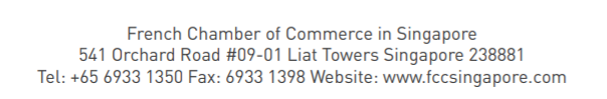 French Chamber of Commerce in Singapore
541 Orchard Road #09-01 Liat Towers Singapore 238881
Tel: +65 6933 1350 Fax: 6933 1398 Website: www.fccsingapore.com